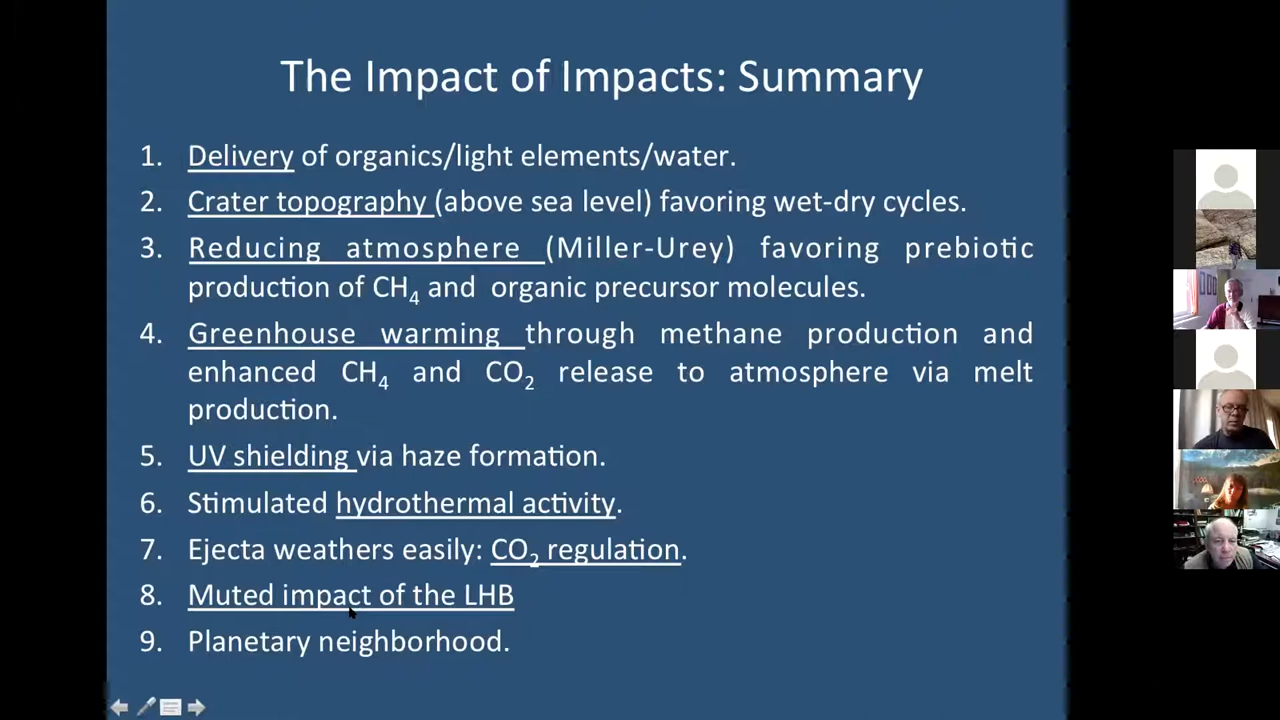 The Impact of Impacts: Summary
1. Delivery of organics/light elements/water.
2. Crater topography (above sea level) favoring wet-dry cycles.
3. Reducing atmosphere (Miller-Urey) favoring prebiotic
production of CH₄ and organic precursor molecules.
4. Greenhouse warming through methane production and
enhanced CH₄ and CO₂ release to atmosphere via melt
production.
5. UV shielding via haze formation.
6. Stimulated hydrothermal activity.
7. Ejecta weathers easily: CO₂ regulation.
8. Muted impact of the LHB
9. Planetary neighborhood.